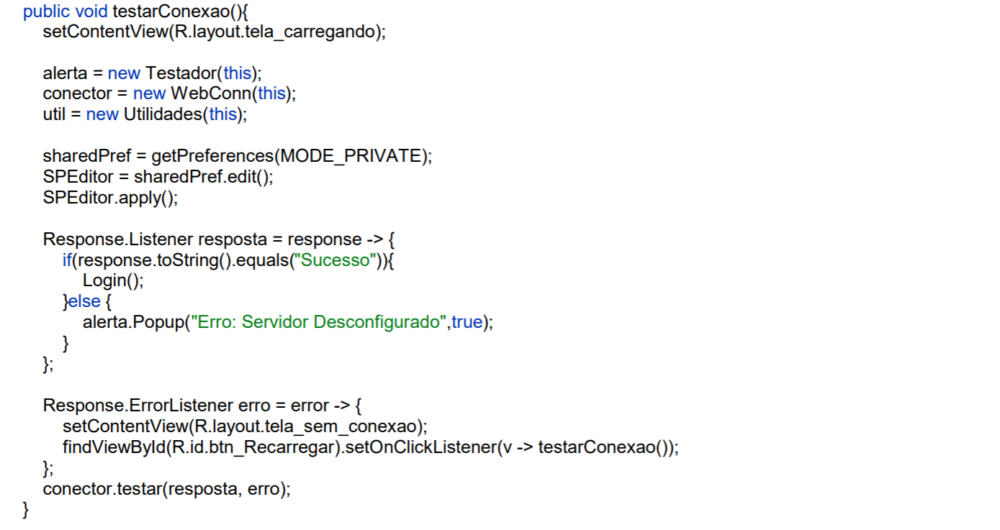 public void testarConexao(){
setContentView(R.layout.tela_carregando);
alerta = new Testador(this);
conector = new WebConn(this);
util = new Utilidades(this);
sharedPref = getPreferences(MODE_PRIVATE);
SPEditor = sharedPref.edit();
SPEditor.apply();
Response.Listener resposta = response -> {
if(response.toString().equals("Sucesso")){
Login();
}else {
alerta.Popup("Erro: Servidor Desconfigurado",true);
}
};
Response.ErrorListener erro = error -> {
setContentView(R.layout.tela_sem_conexao);
findViewById(R.id.btn_Recarregar).setOnClickListener(v -> testarConexao());
};
conector.testar(resposta, erro);
}